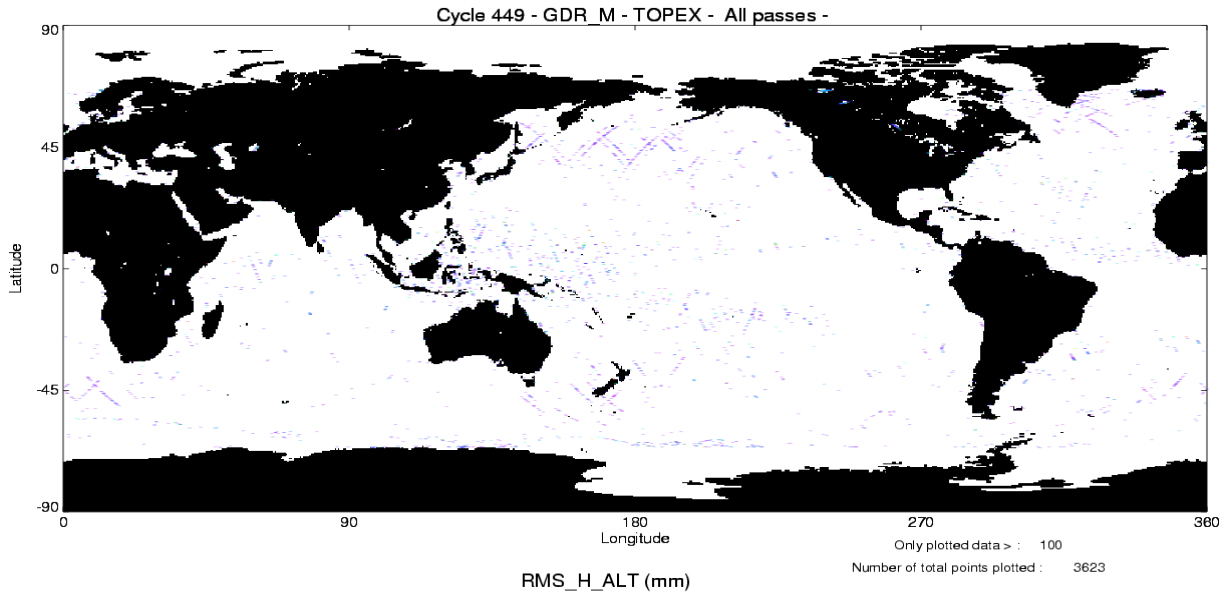 Cycle 449 - GDR_M - TOPEX - All passes -
90
45
0
-45
-90
Latitude
0 90 180 270 360
Longitude
Only plotted data > : 100
Number of total points plotted : 3623
RMS_H_ALT (mm)